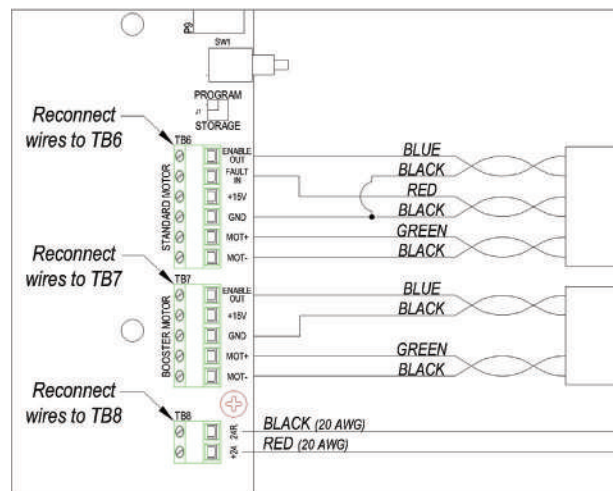 P9
SW1
PROGRAM
J1
STORAGE
Reconnect
wires to TB6
TB6
STANDARD MOTOR
ENABLE
OUT
FAULT
IN
+15V
GND
MOT+
MOT-
BLUE
BLACK
RED
BLACK
GREEN
BLACK
Reconnect
wires to TB7
TB7
BOOSTER MOTOR
ENABLE
OUT
+15V
GND
MOT+
MOT-
BLUE
BLACK
GREEN
BLACK
Reconnect
wires to TB8
TB8
24R
+24
BLACK (20 AWG)
RED (20 AWG)